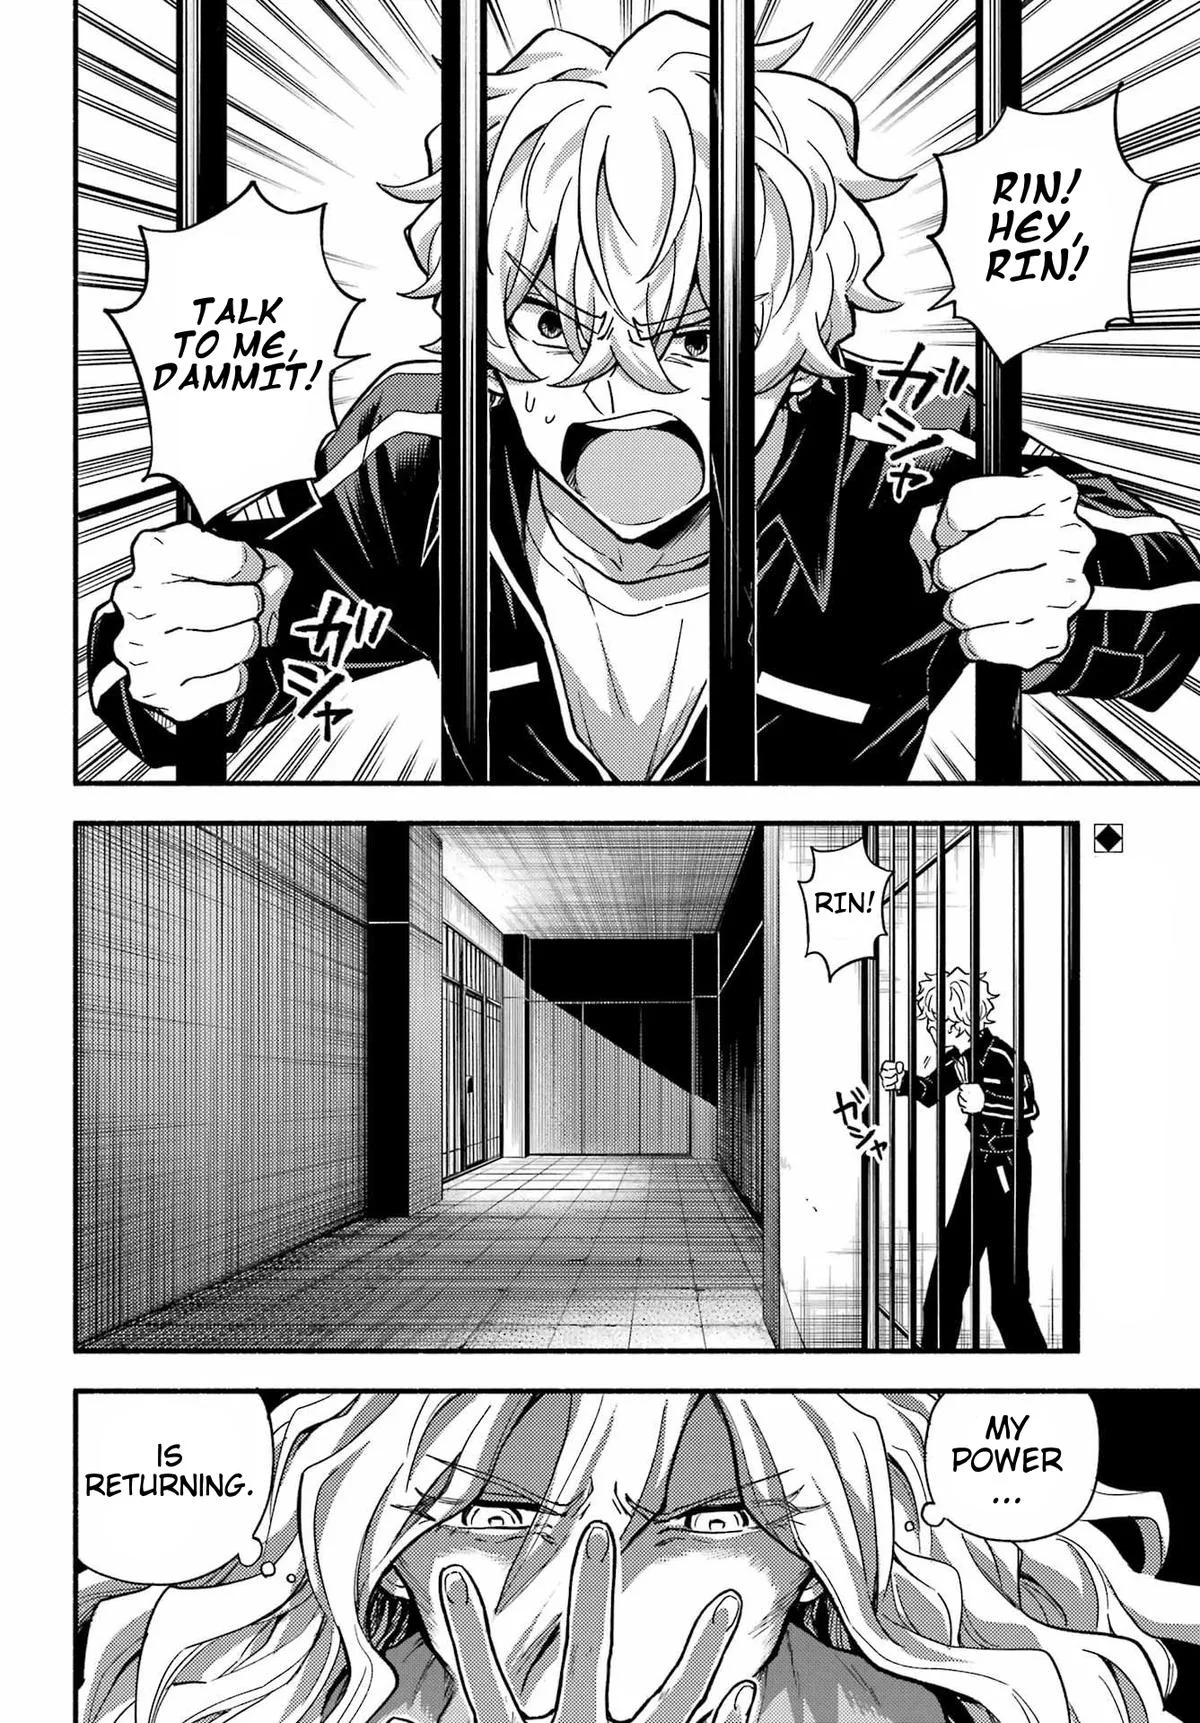 RIN!
HEY,
RIN!
TALK
TO ME,
DAMMIT!
ガシャ
ガシャ
RIN!
ガシャ
MY
POWER
...
IS
RETURNING.